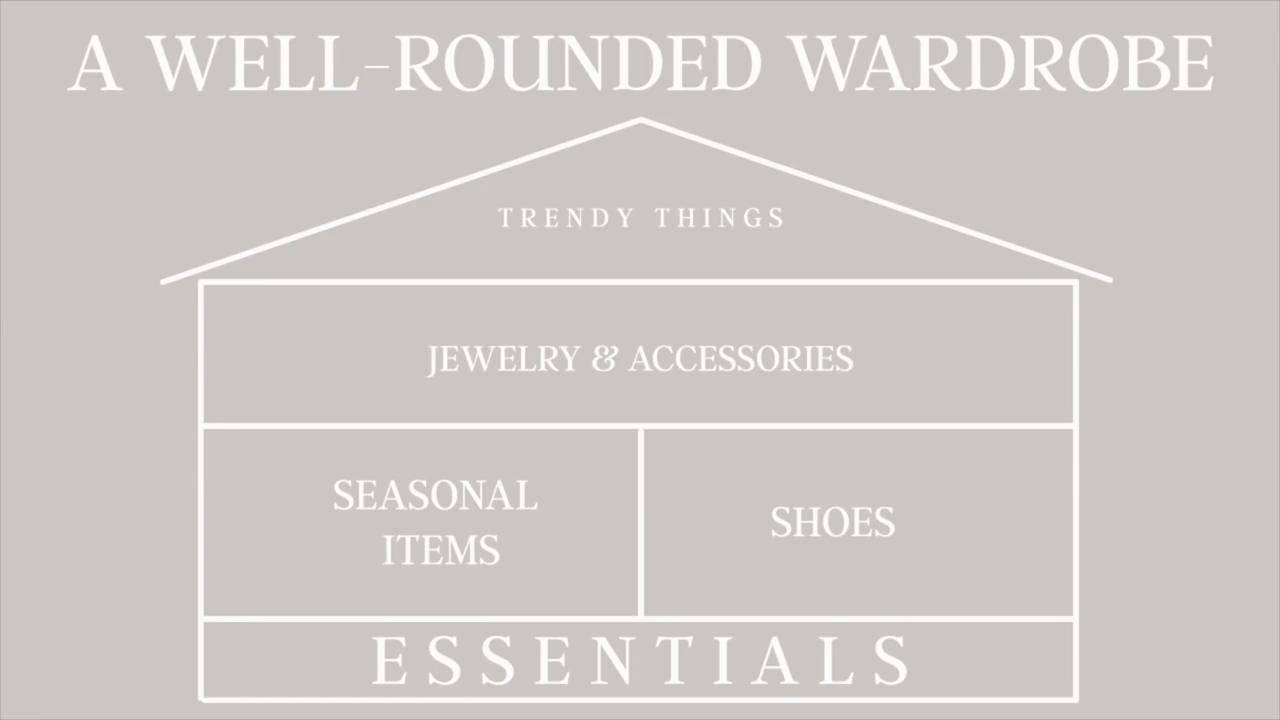 A WELL-ROUNDED WARDROBE
TRENDY THINGS
JEWELRY & ACCESSORIES
SEASONAL
ITEMS
SHOES
ESSENTIALS